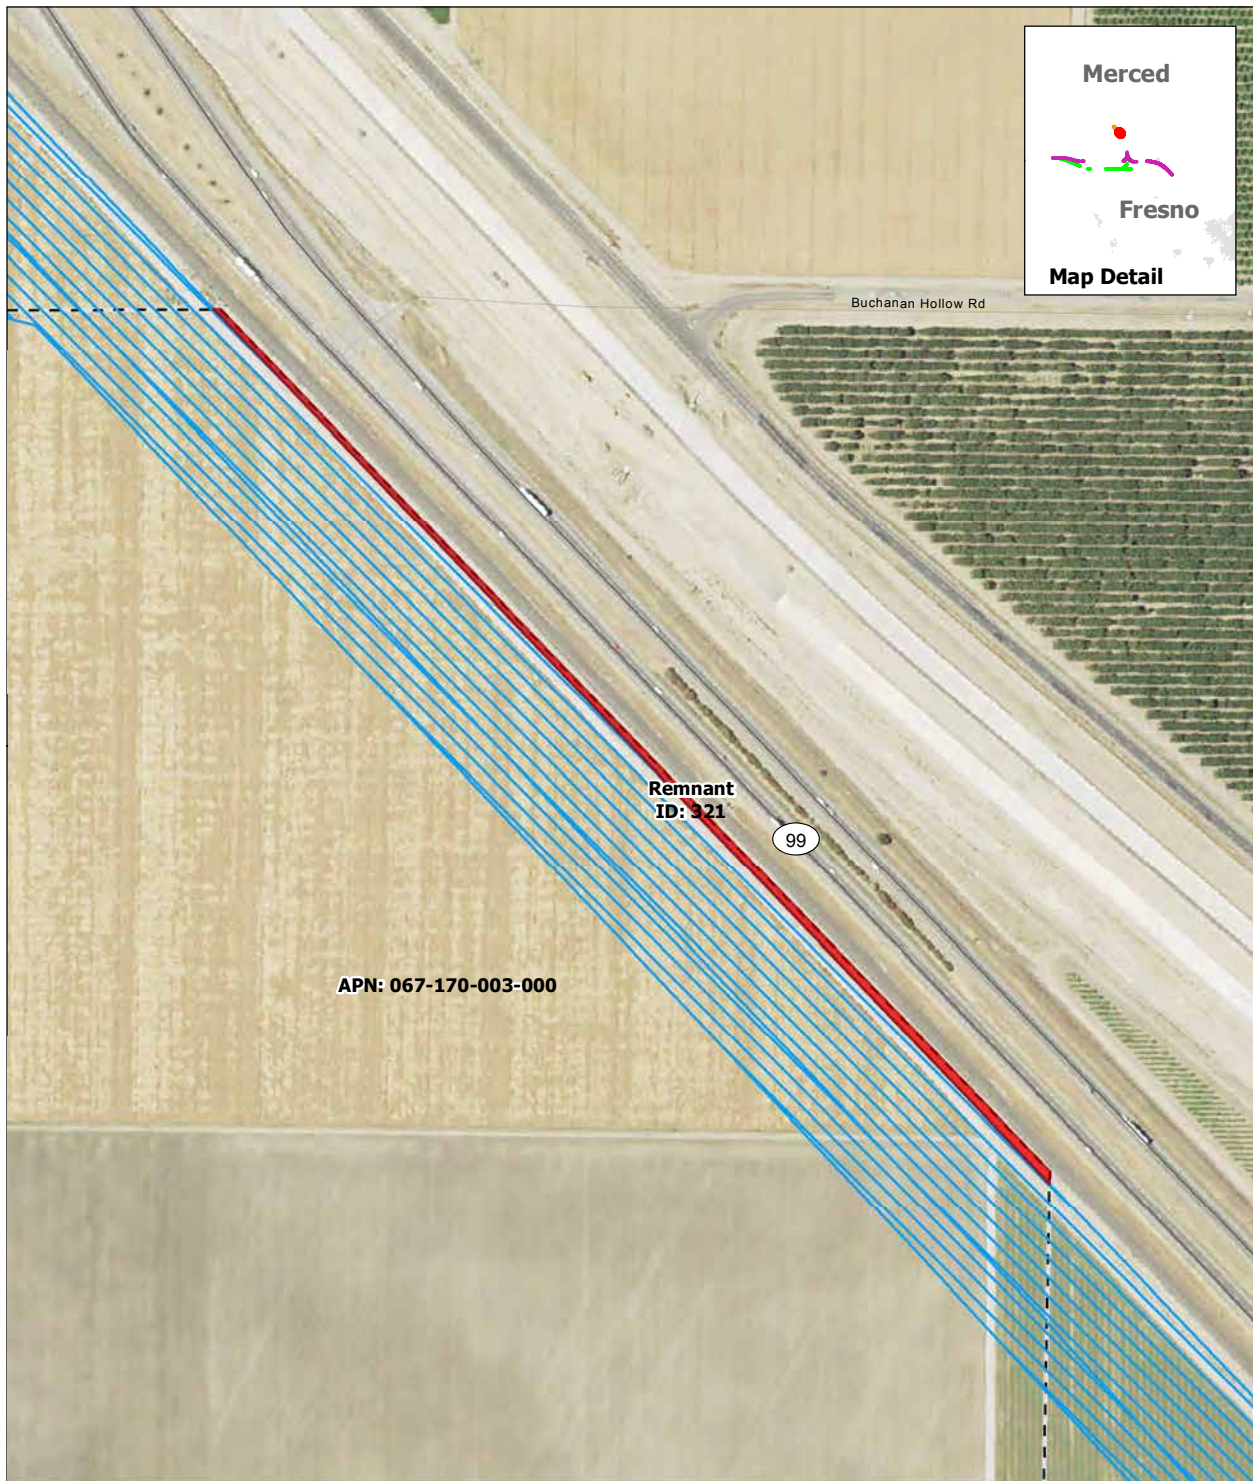 Merced
Fresno
Map Detail
Buchanan Hollow Rd
Remnant
ID: 321
99
APN: 067-170-003-000